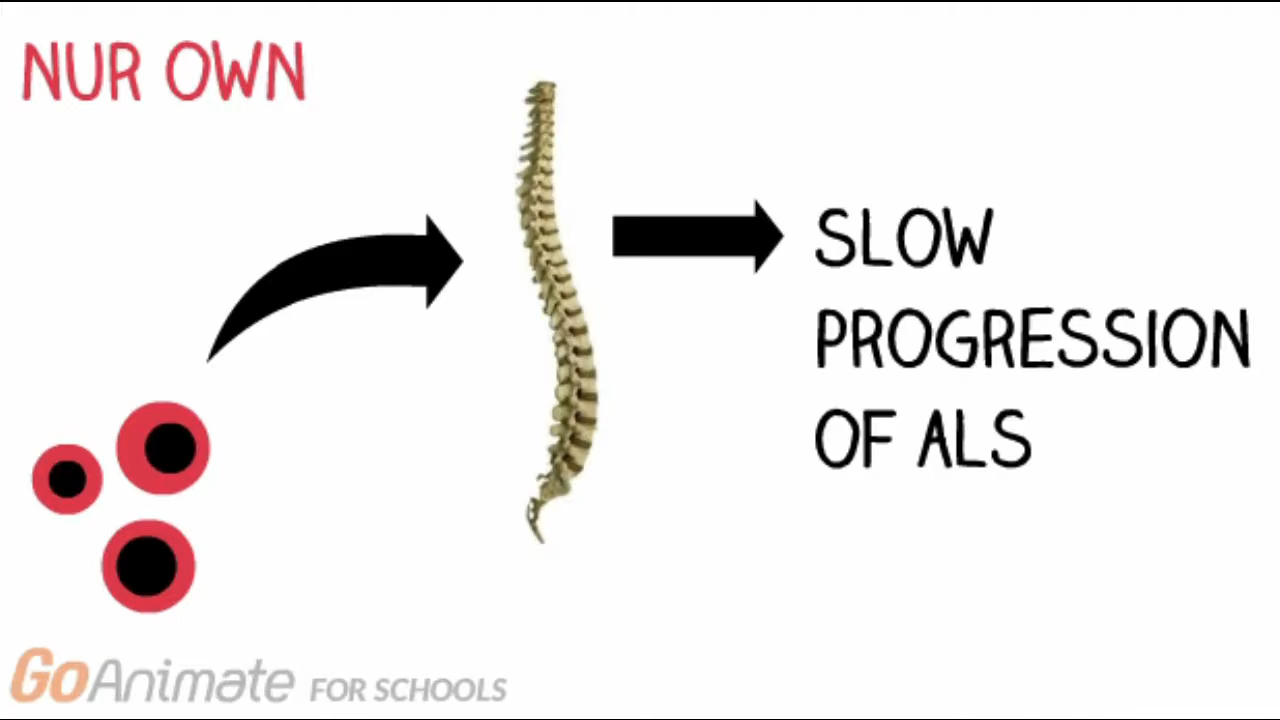 NUR OWN
SLOW
PROGRESSION
OF ALS
GoAnimate FOR SCHOOLS